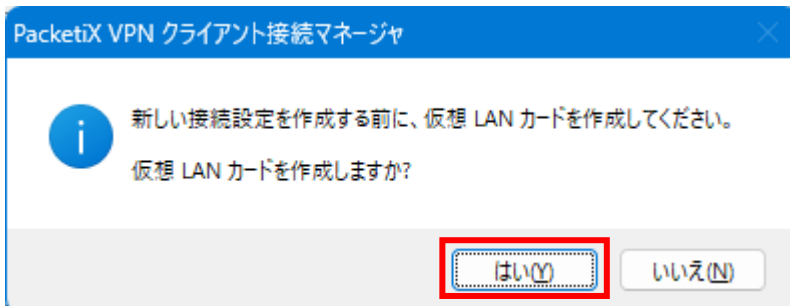 PacketiX VPN クライアント接続マネージャ
新しい接続設定を作成する前に、仮想 LAN カードを作成してください。
仮想 LAN カードを作成しますか?
はい(Y)
いいえ(N)